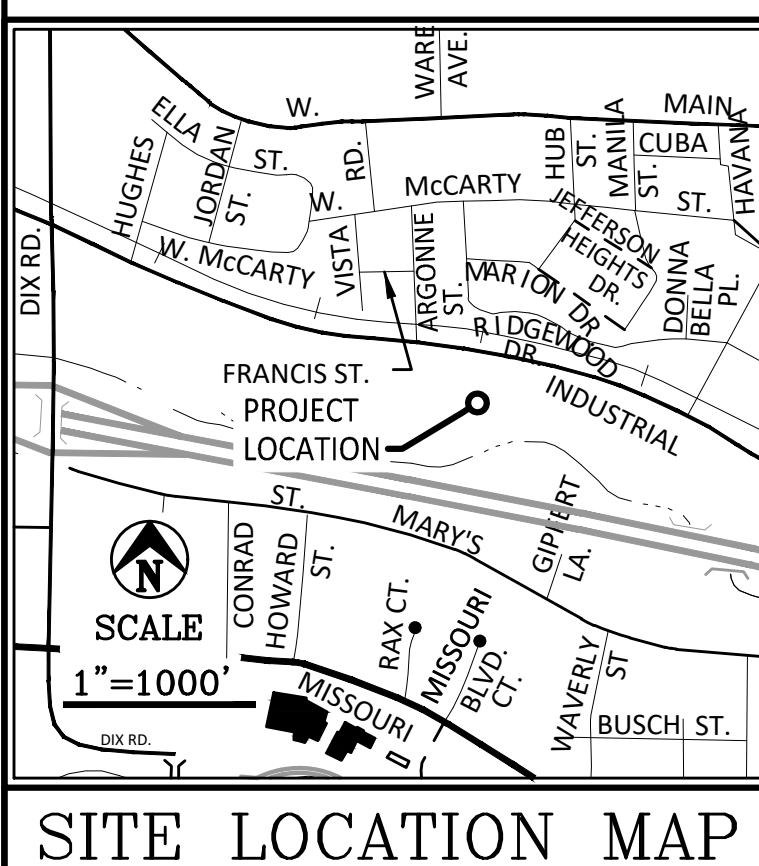 WARE
AVE.
W.
MAIN
ELLA
ST.
HUGHES
JORDAN
ST.
RD.
W.
McCARTY
HUB
ST.
MANILA
ST.
CUBA
HAVANA
ST.
JEFFERSON
HEIGHTS
DR.
DIX RD.
W. McCARTY
VISTA
ARGONNE
ST.
MARION DR
RIDGEWOOD
DR.
DONNA
BELLA
PL.
FRANCIS ST.
PROJECT
LOCATION
INDUSTRIAL
ST.
MARY'S
GIPFERT
LA.
CONRAD
HOWARD
ST.
N
SCALE
1"=1000'
RAX CT.
MISSOURI
BLVD.
CT.
MISSOURI
WAVERLY
ST
BUSCH ST.
DIX RD.
SITE LOCATION MAP